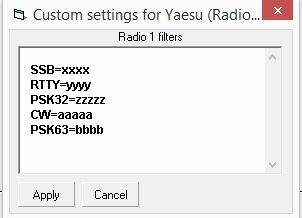 Custom settings for Yaesu (Radio...
Radio 1 filters
SSB=xxxx
RTTY=yyyy
PSK32=zzzzz
CW=aaaaa
PSK63=bbbb
Apply Cancel